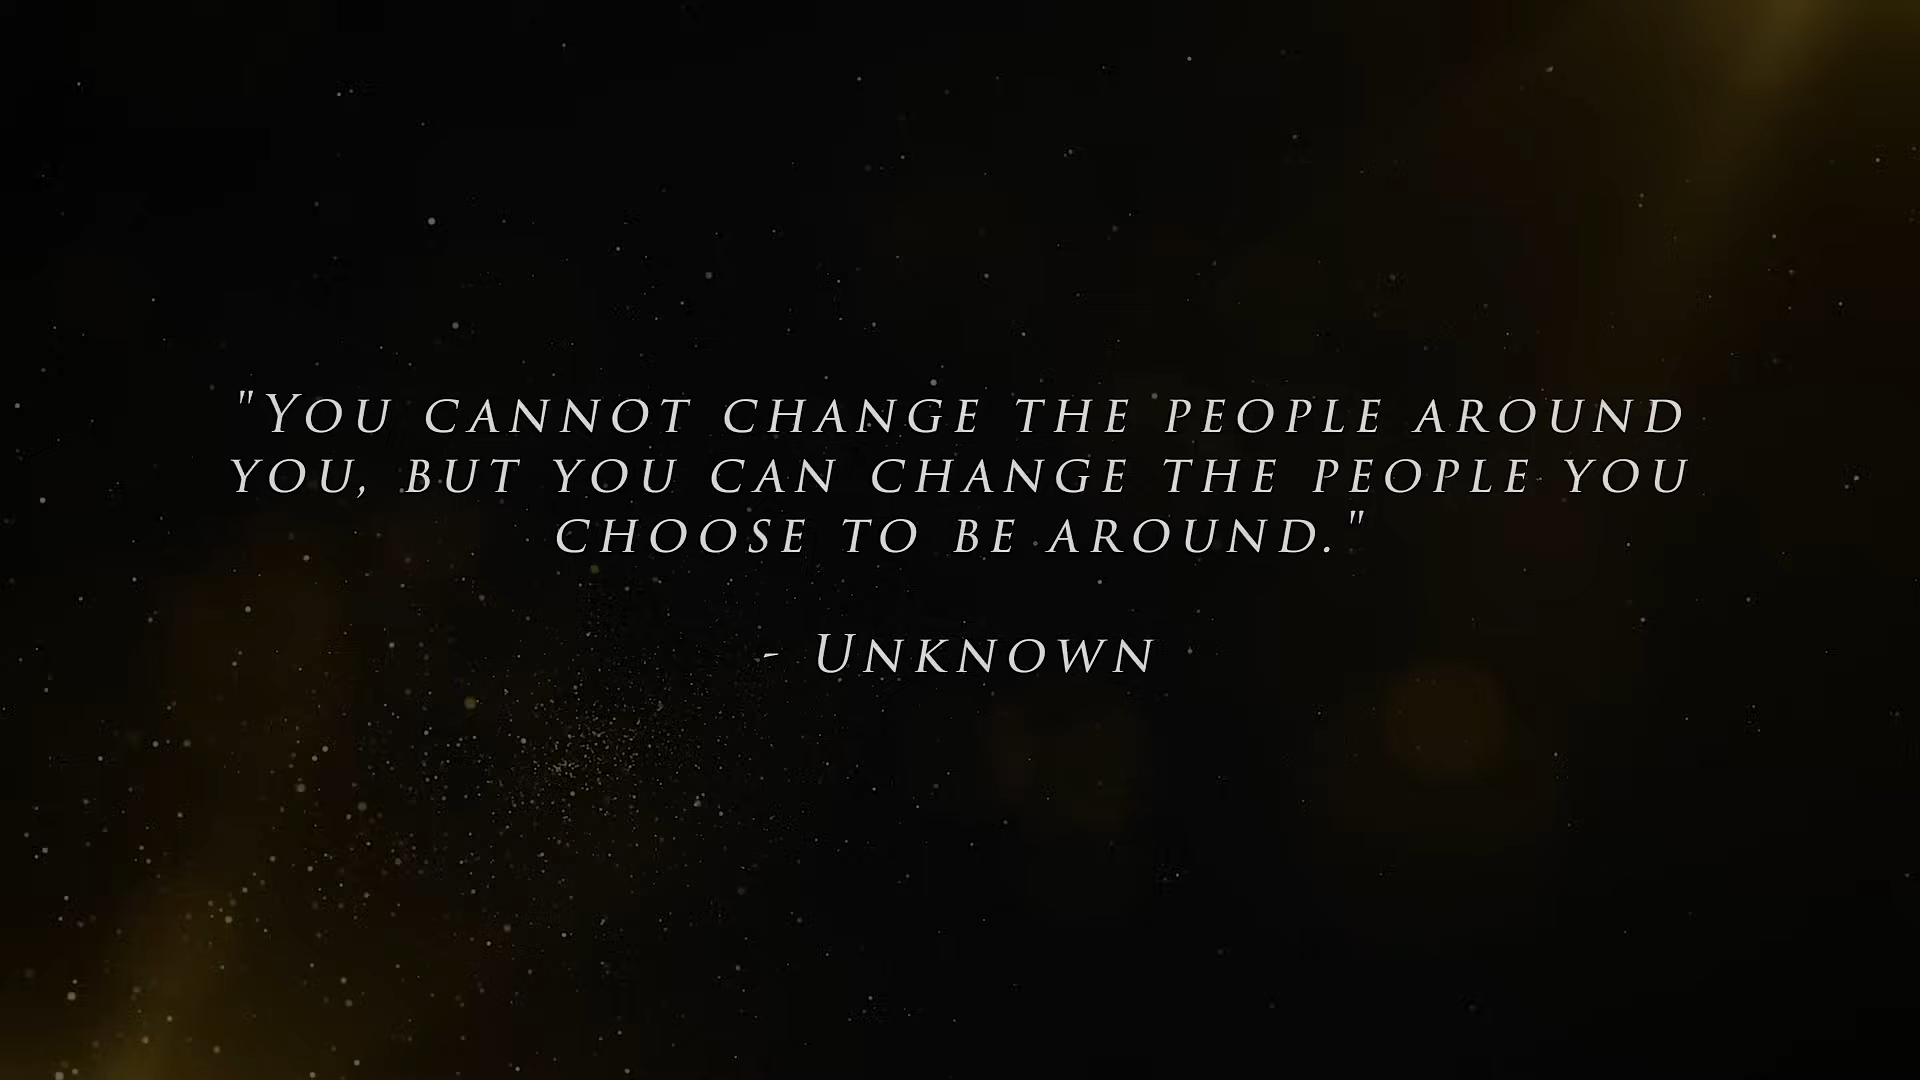 "You cannot change the people around
you, but you can change the people you
choose to be around."
- Unknown